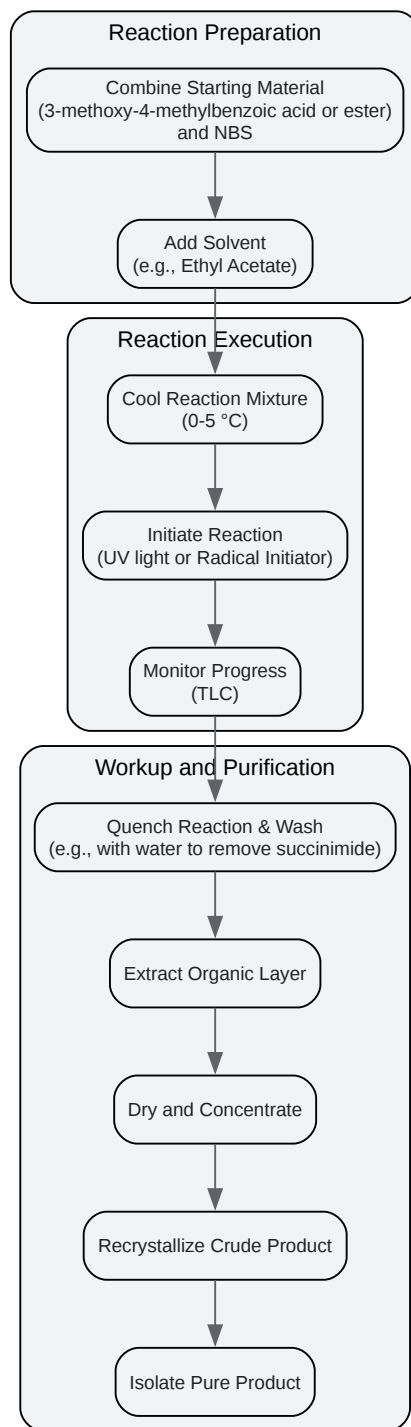 Reaction Preparation
Combine Starting Material
(3-methoxy-4-methylbenzoic acid or ester)
and NBS
Add Solvent
(e.g., Ethyl Acetate)
Reaction Execution
Cool Reaction Mixture
(0-5 °C)
Initiate Reaction
(UV light or Radical Initiator)
Monitor Progress
(TLC)
Workup and Purification
Quench Reaction & Wash
(e.g., with water to remove succinimide)
Extract Organic Layer
Dry and Concentrate
Recrystallize Crude Product
Isolate Pure Product